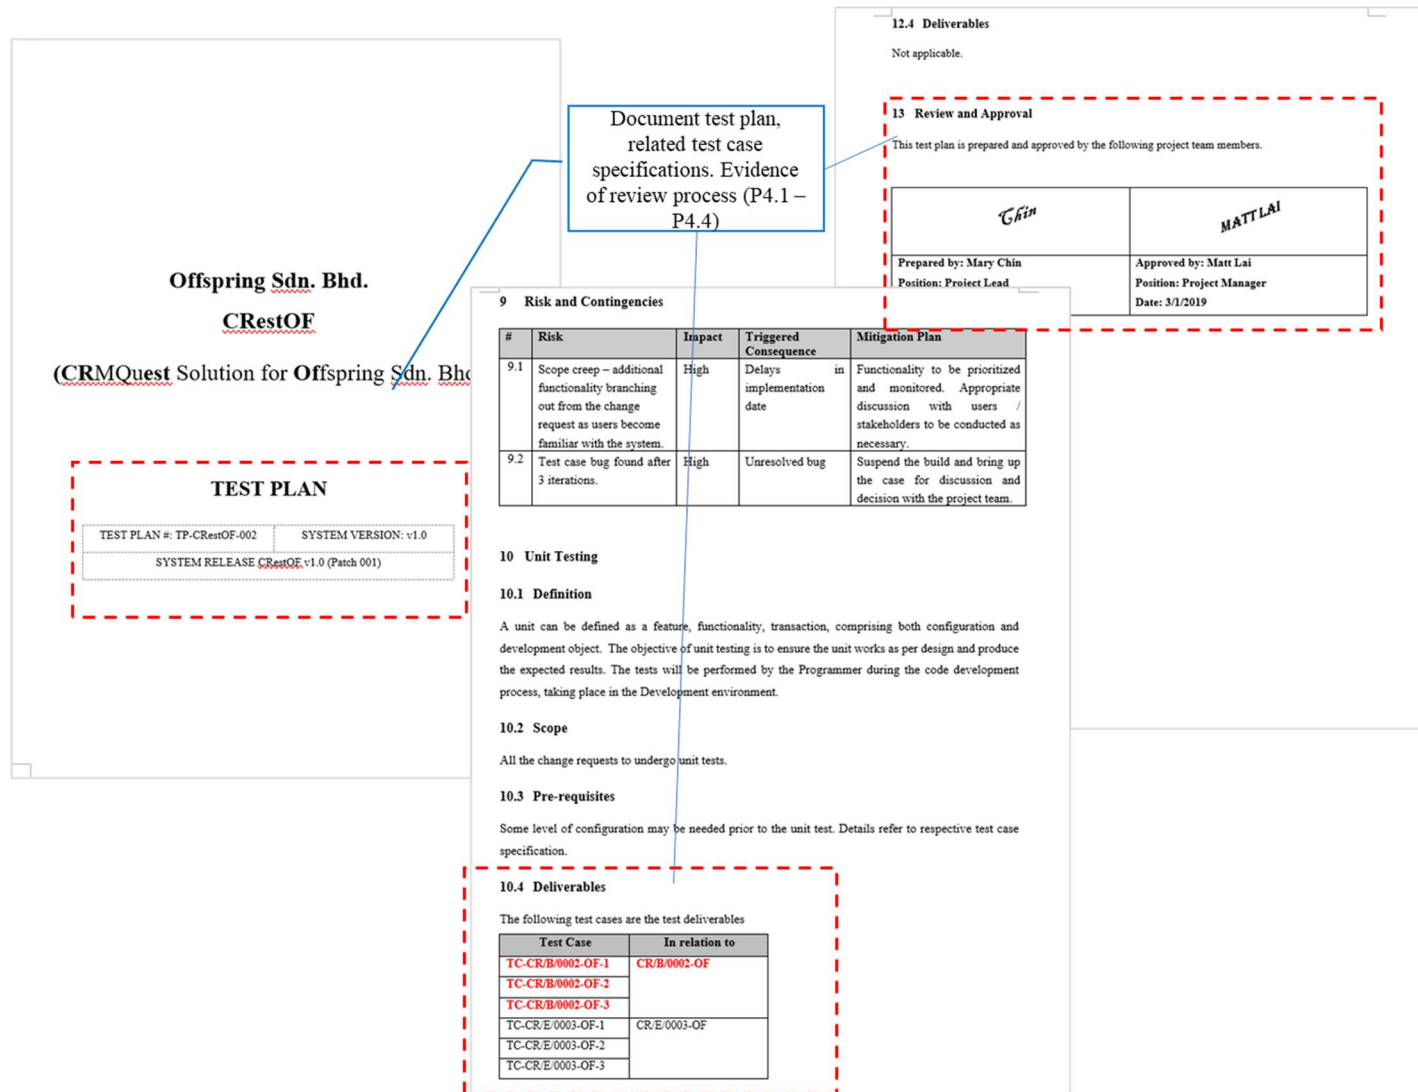 Offspring Sdn. Bhd.
CRestOF
(CRMQuest Solution for Offspring Sdn. Bhd
TEST PLAN
TEST PLAN #: TP-CRestOF-002 SYSTEM VERSION: v1.0
SYSTEM RELEASE CRestOF v1.0 (Patch 001)
Document test plan,
related test case
specifications. Evidence
of review process (P4.1 –
P4.4)
12.4 Deliverables
Not applicable.
13 Review and Approval
This test plan is prepared and approved by the following project team members.
Chin MATT LAI
Prepared by: Mary Chin Approved by: Matt Lai
Position: Project Lead Position: Project Manager
Date: 3/1/2019
9 Risk and Contingencies
# Risk Impact Triggered Consequence Mitigation Plan
9.1 Scope creep – additional functionality branching out from the change request as users become familiar with the system. High Delays in implementation date Functionality to be prioritized and monitored. Appropriate discussion with users / stakeholders to be conducted as necessary.
9.2 Test case bug found after 3 iterations. High Unresolved bug Suspend the build and bring up the case for discussion and decision with the project team.
10 Unit Testing
10.1 Definition
A unit can be defined as a feature, functionality, transaction, comprising both configuration and
development object. The objective of unit testing is to ensure the unit works as per design and produce
the expected results. The tests will be performed by the Programmer during the code development
process, taking place in the Development environment.
10.2 Scope
All the change requests to undergo unit tests.
10.3 Pre-requisites
Some level of configuration may be needed prior to the unit test. Details refer to respective test case
specification.
10.4 Deliverables
The following test cases are the test deliverables
Test Case In relation to
TC-CR/B/0002-OF-1 CR/B/0002-OF
TC-CR/B/0002-OF-2
TC-CR/B/0002-OF-3
TC-CR/E/0003-OF-1 CR/E/0003-OF
TC-CR/E/0003-OF-2
TC-CR/E/0003-OF-3